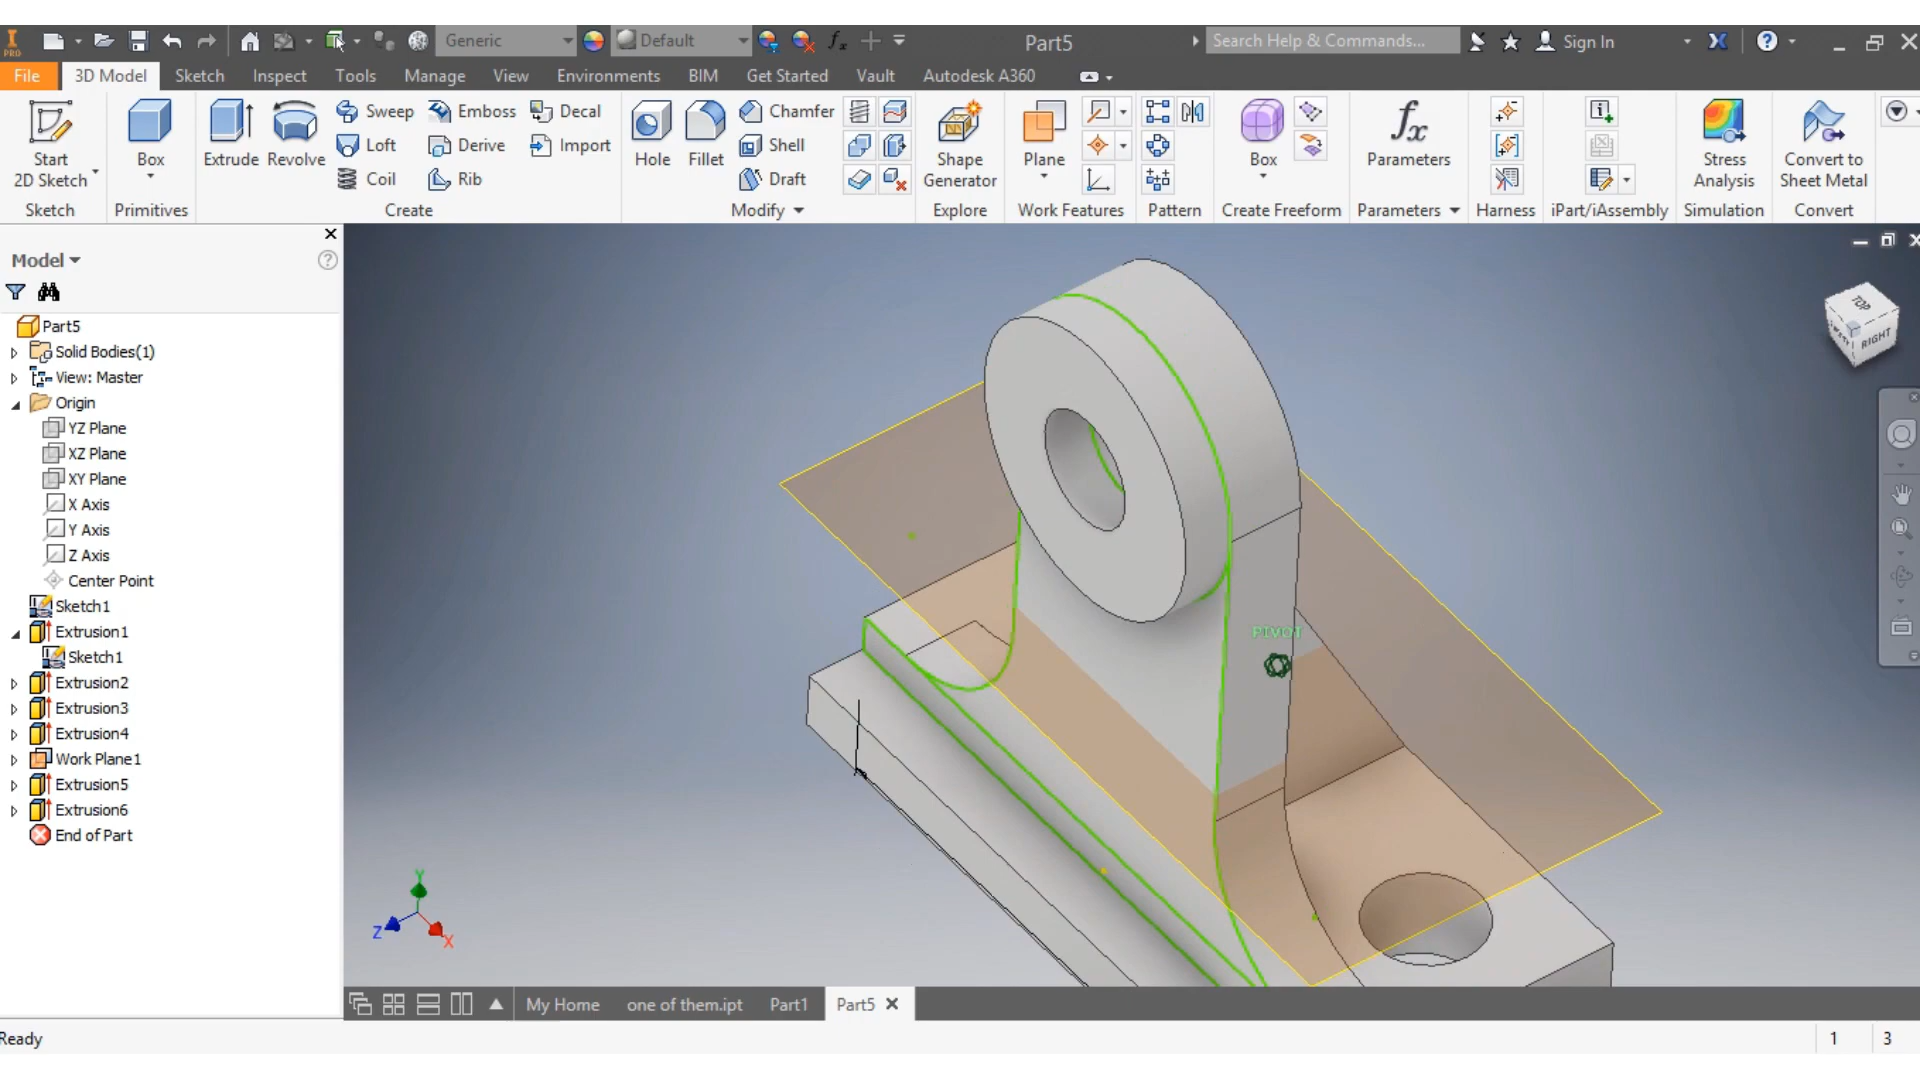 PRO Generic Default fx Part5 Search Help & Commands... Sign In
File 3D Model Sketch Inspect Tools Manage View Environments BIM Get Started Vault Autodesk A360
Start 2D Sketch
Sketch
Box
Primitives
Extrude Revolve
Sweep Emboss Decal
Loft Derive Import
Coil Rib
Create
Hole Fillet
Chamfer
Shell
Draft
Modify
Shape Generator
Explore
Plane
Work Features
Pattern
Box
Create Freeform
fx
Parameters
Parameters
Harness
iPart/iAssembly
Stress Analysis
Simulation
Convert to Sheet Metal
Convert
Model
Part5
Solid Bodies(1)
View: Master
Origin
YZ Plane
XZ Plane
XY Plane
X Axis
Y Axis
Z Axis
Center Point
Sketch1
Extrusion1
Sketch1
Extrusion2
Extrusion3
Extrusion4
Work Plane1
Extrusion5
Extrusion6
End of Part
TOP
RIGHT
PIVOT
Y
Z
X
My Home one of them.ipt Part1 Part5
Ready
1 3